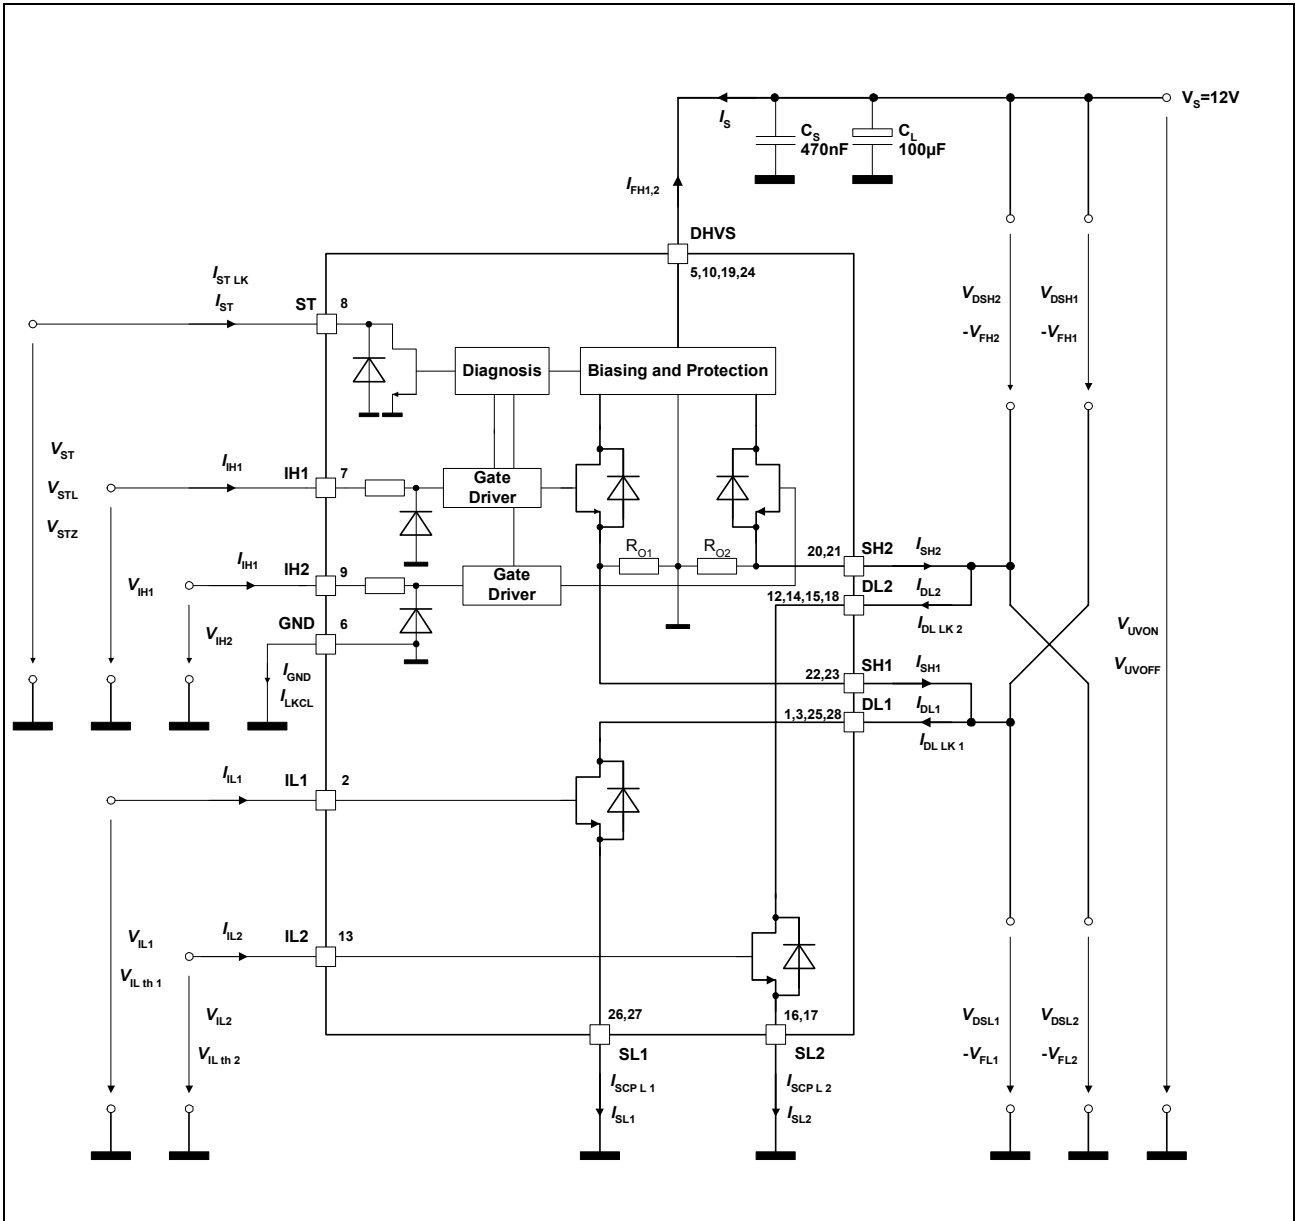 V_S=12V
I_S
C_S
470nF
C_L
100µF
I_FH1,2
DHVS
5,10,19,24
I_ST LK
I_ST
ST
8
V_DSH2
-V_FH2
V_DSH1
-V_FH1
Diagnosis
Biasing and Protection
V_ST
V_STL
V_STZ
I_IH1
IH1
7
Gate
Driver
R_O1
R_O2
20,21
SH2
I_SH2
V_IH1
I_IH1
IH2
9
Gate
Driver
12,14,15,18
DL2
I_DL2
I_DL LK 2
V_IH2
GND
6
I_GND
I_LKCL
V_UVON
V_UVOFF
22,23
SH1
I_SH1
1,3,25,28
DL1
I_DL1
I_DL LK 1
I_IL1
IL1
2
V_IL1
V_IL th 1
I_IL2
IL2
13
V_IL2
V_IL th 2
26,27
SL1
16,17
SL2
V_DSL1
-V_FL1
V_DSL2
-V_FL2
I_SCP L 1
I_SL1
I_SCP L 2
I_SL2